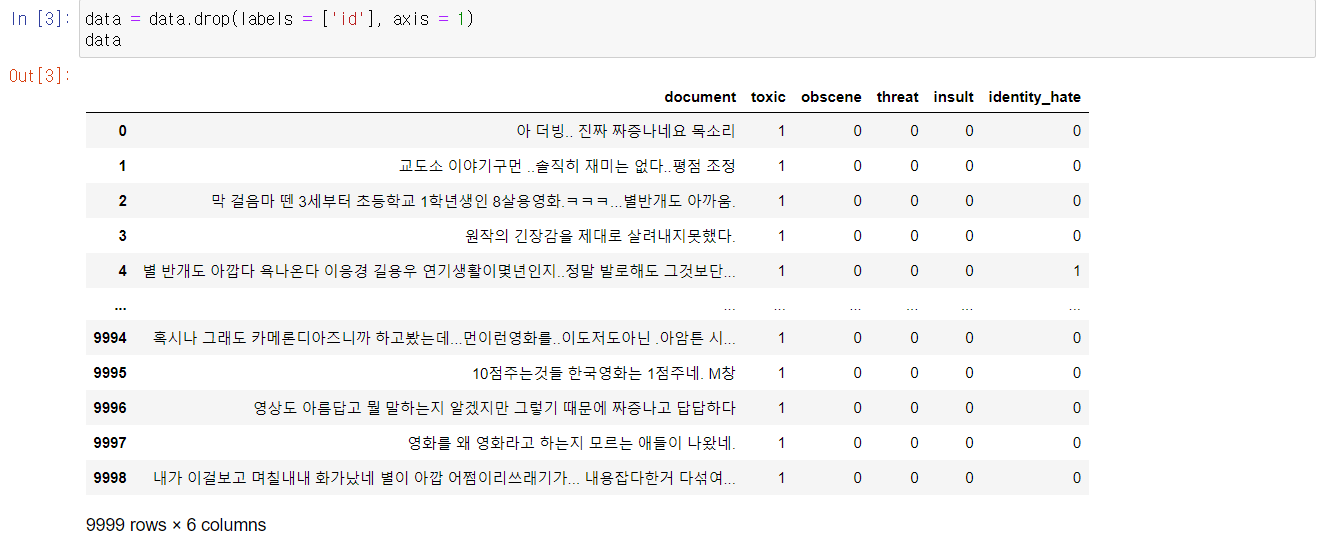 In [3]: data = data.drop(labels = ['id'], axis = 1)
data
Out[3]:
document toxic obscene threat insult identity_hate
0 아 더빙.. 진짜 짜증나네요 목소리 1 0 0 0 0
1 교도소 이야기구먼 ..솔직히 재미는 없다..평점 조정 1 0 0 0 0
2 막 걸음마 뗀 3세부터 초등학교 1학년생인 8살용영화.ㅋㅋㅋ...별반개도 아까움. 1 0 0 0 0
3 원작의 긴장감을 제대로 살려내지못했다. 1 0 0 0 0
4 별 반개도 아깝다 욕나온다 이응경 길용우 연기생활이몇년인지..정말 발로해도 그것보단... 1 0 0 0 1
... ... ... ... ... ... ...
9994 혹시나 그래도 카메론디아즈니까 하고봤는데...먼이런영화를..이도저도아닌 .아암튼 시... 1 0 0 0 0
9995 10점주는것들 한국영화는 1점주네. M창 1 0 0 0 0
9996 영상도 아름답고 뭘 말하는지 알겠지만 그렇기 때문에 짜증나고 답답하다 1 0 0 0 0
9997 영화를 왜 영화라고 하는지 모르는 애들이 나왔네. 1 0 0 0 0
9998 내가 이걸보고 며칠내내 화가났네 별이 아깝 어쩜이리쓰래기가... 내용잡다한거 다섞여... 1 0 0 0 0
9999 rows × 6 columns